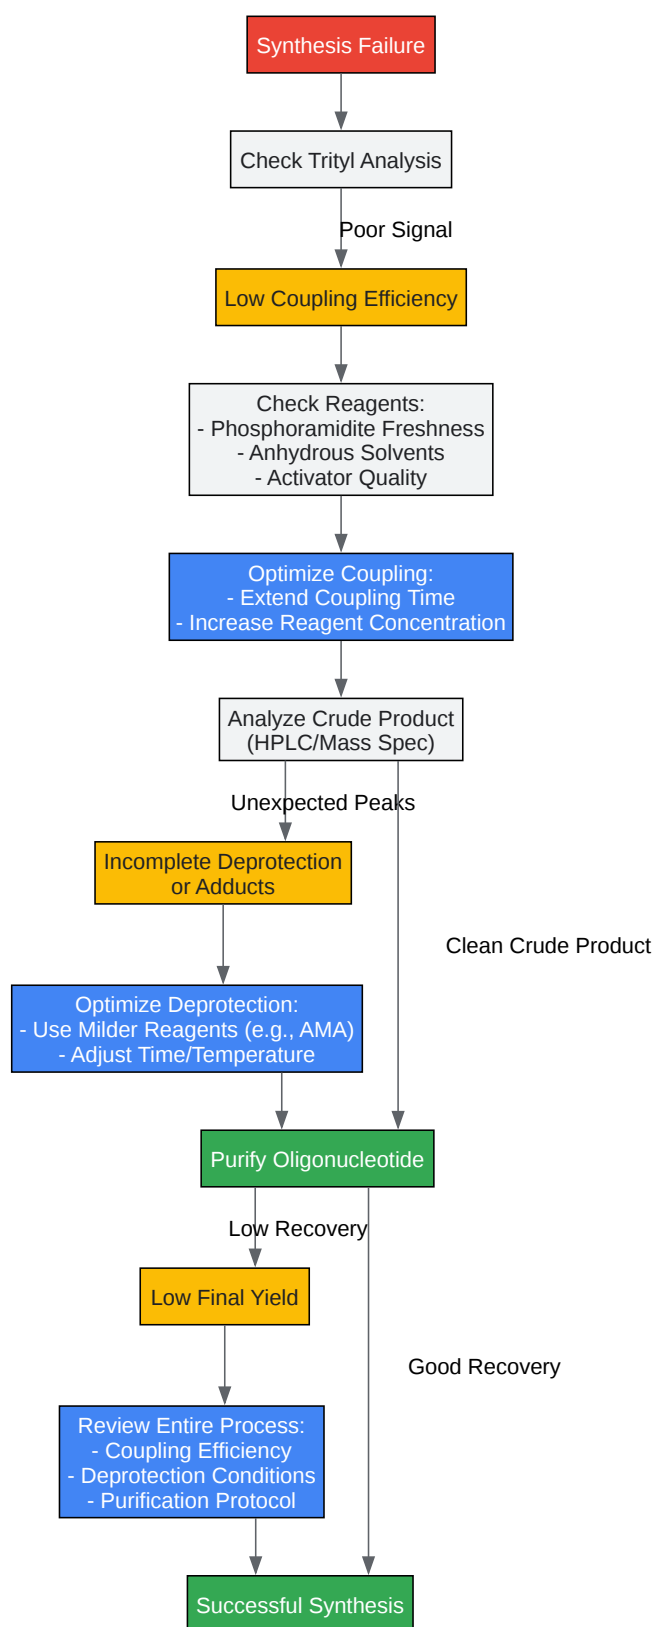 Synthesis Failure
Check Trityl Analysis
Poor Signal
Low Coupling Efficiency
Check Reagents:
- Phosphoramidite Freshness
- Anhydrous Solvents
- Activator Quality
Optimize Coupling:
- Extend Coupling Time
- Increase Reagent Concentration
Analyze Crude Product
(HPLC/Mass Spec)
Unexpected Peaks
Incomplete Deprotection
or Adducts
Clean Crude Product
Optimize Deprotection:
- Use Milder Reagents (e.g., AMA)
- Adjust Time/Temperature
Purify Oligonucleotide
Low Recovery
Low Final Yield
Good Recovery
Review Entire Process:
- Coupling Efficiency
- Deprotection Conditions
- Purification Protocol
Successful Synthesis